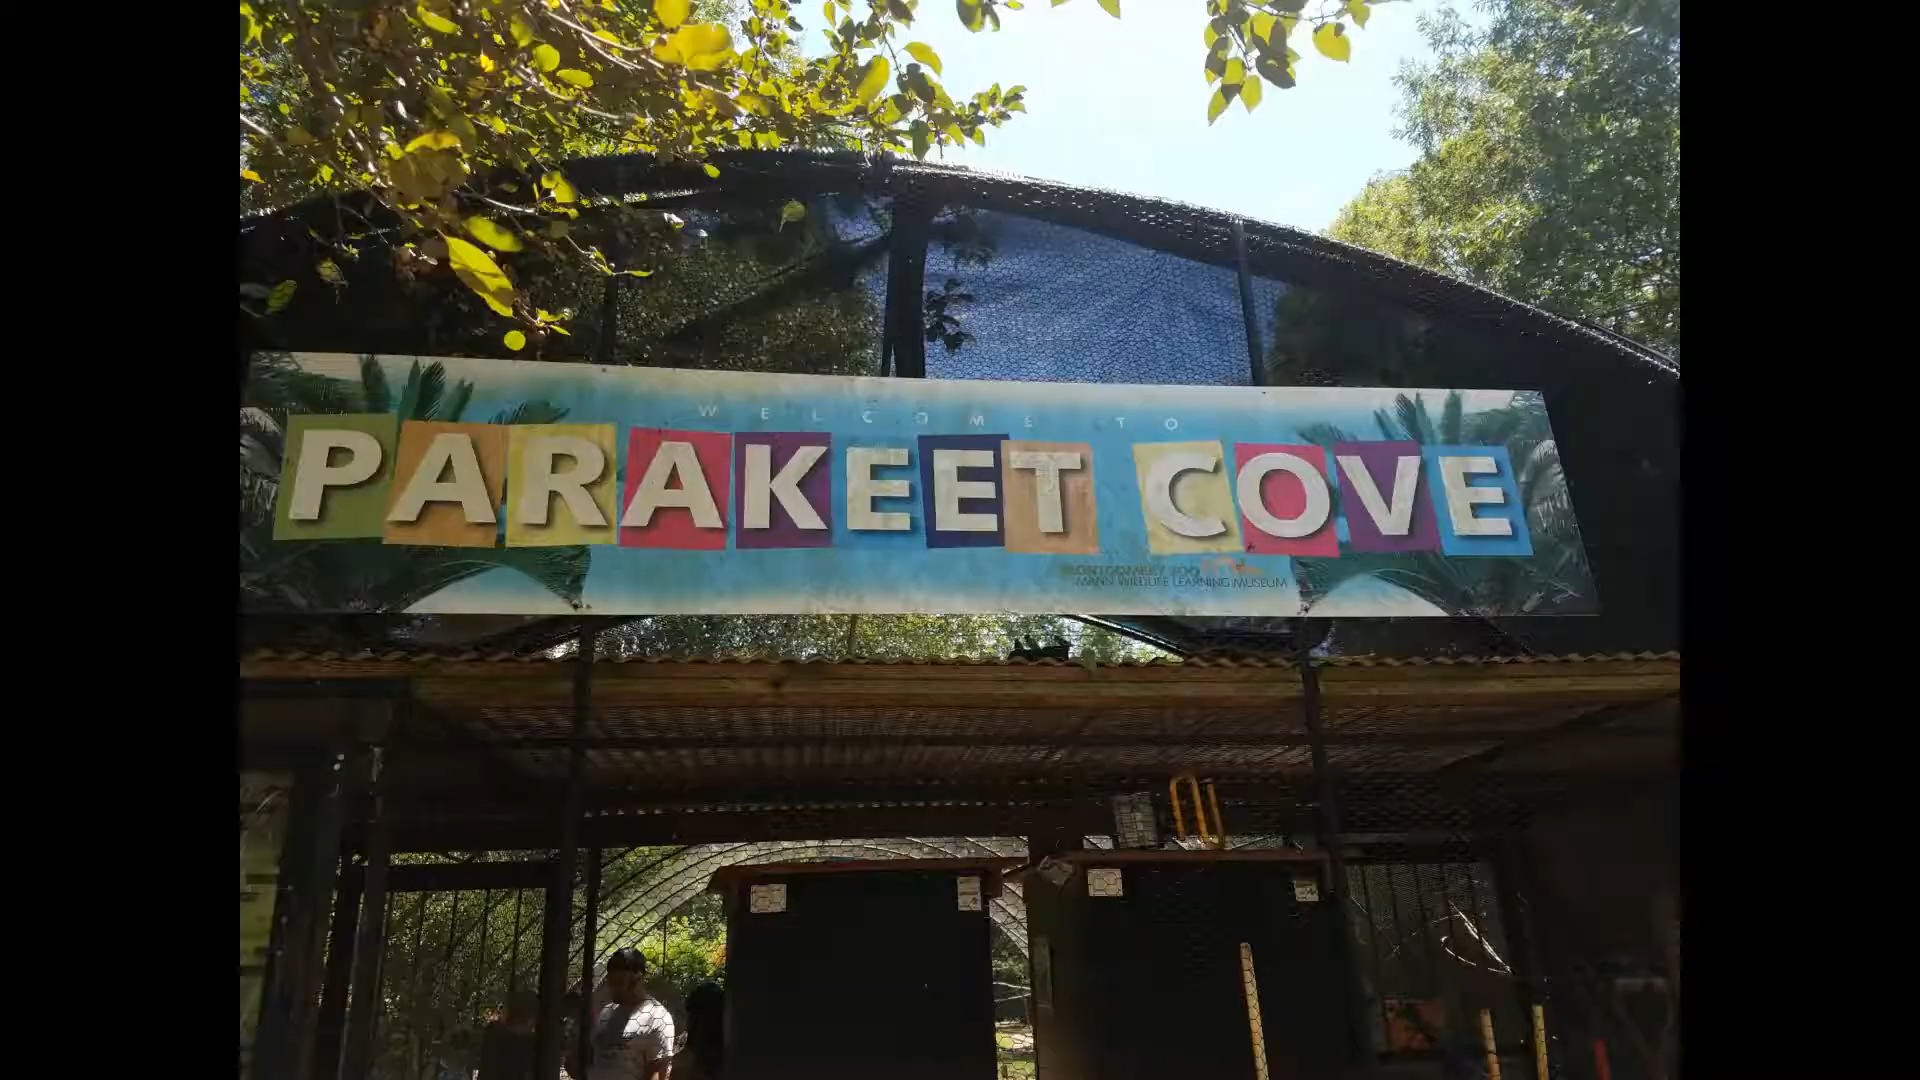 WELCOME TO
PARAKEET COVE
MONTGOMERY ZOO
MANN WILDLIFE LEARNING MUSEUM